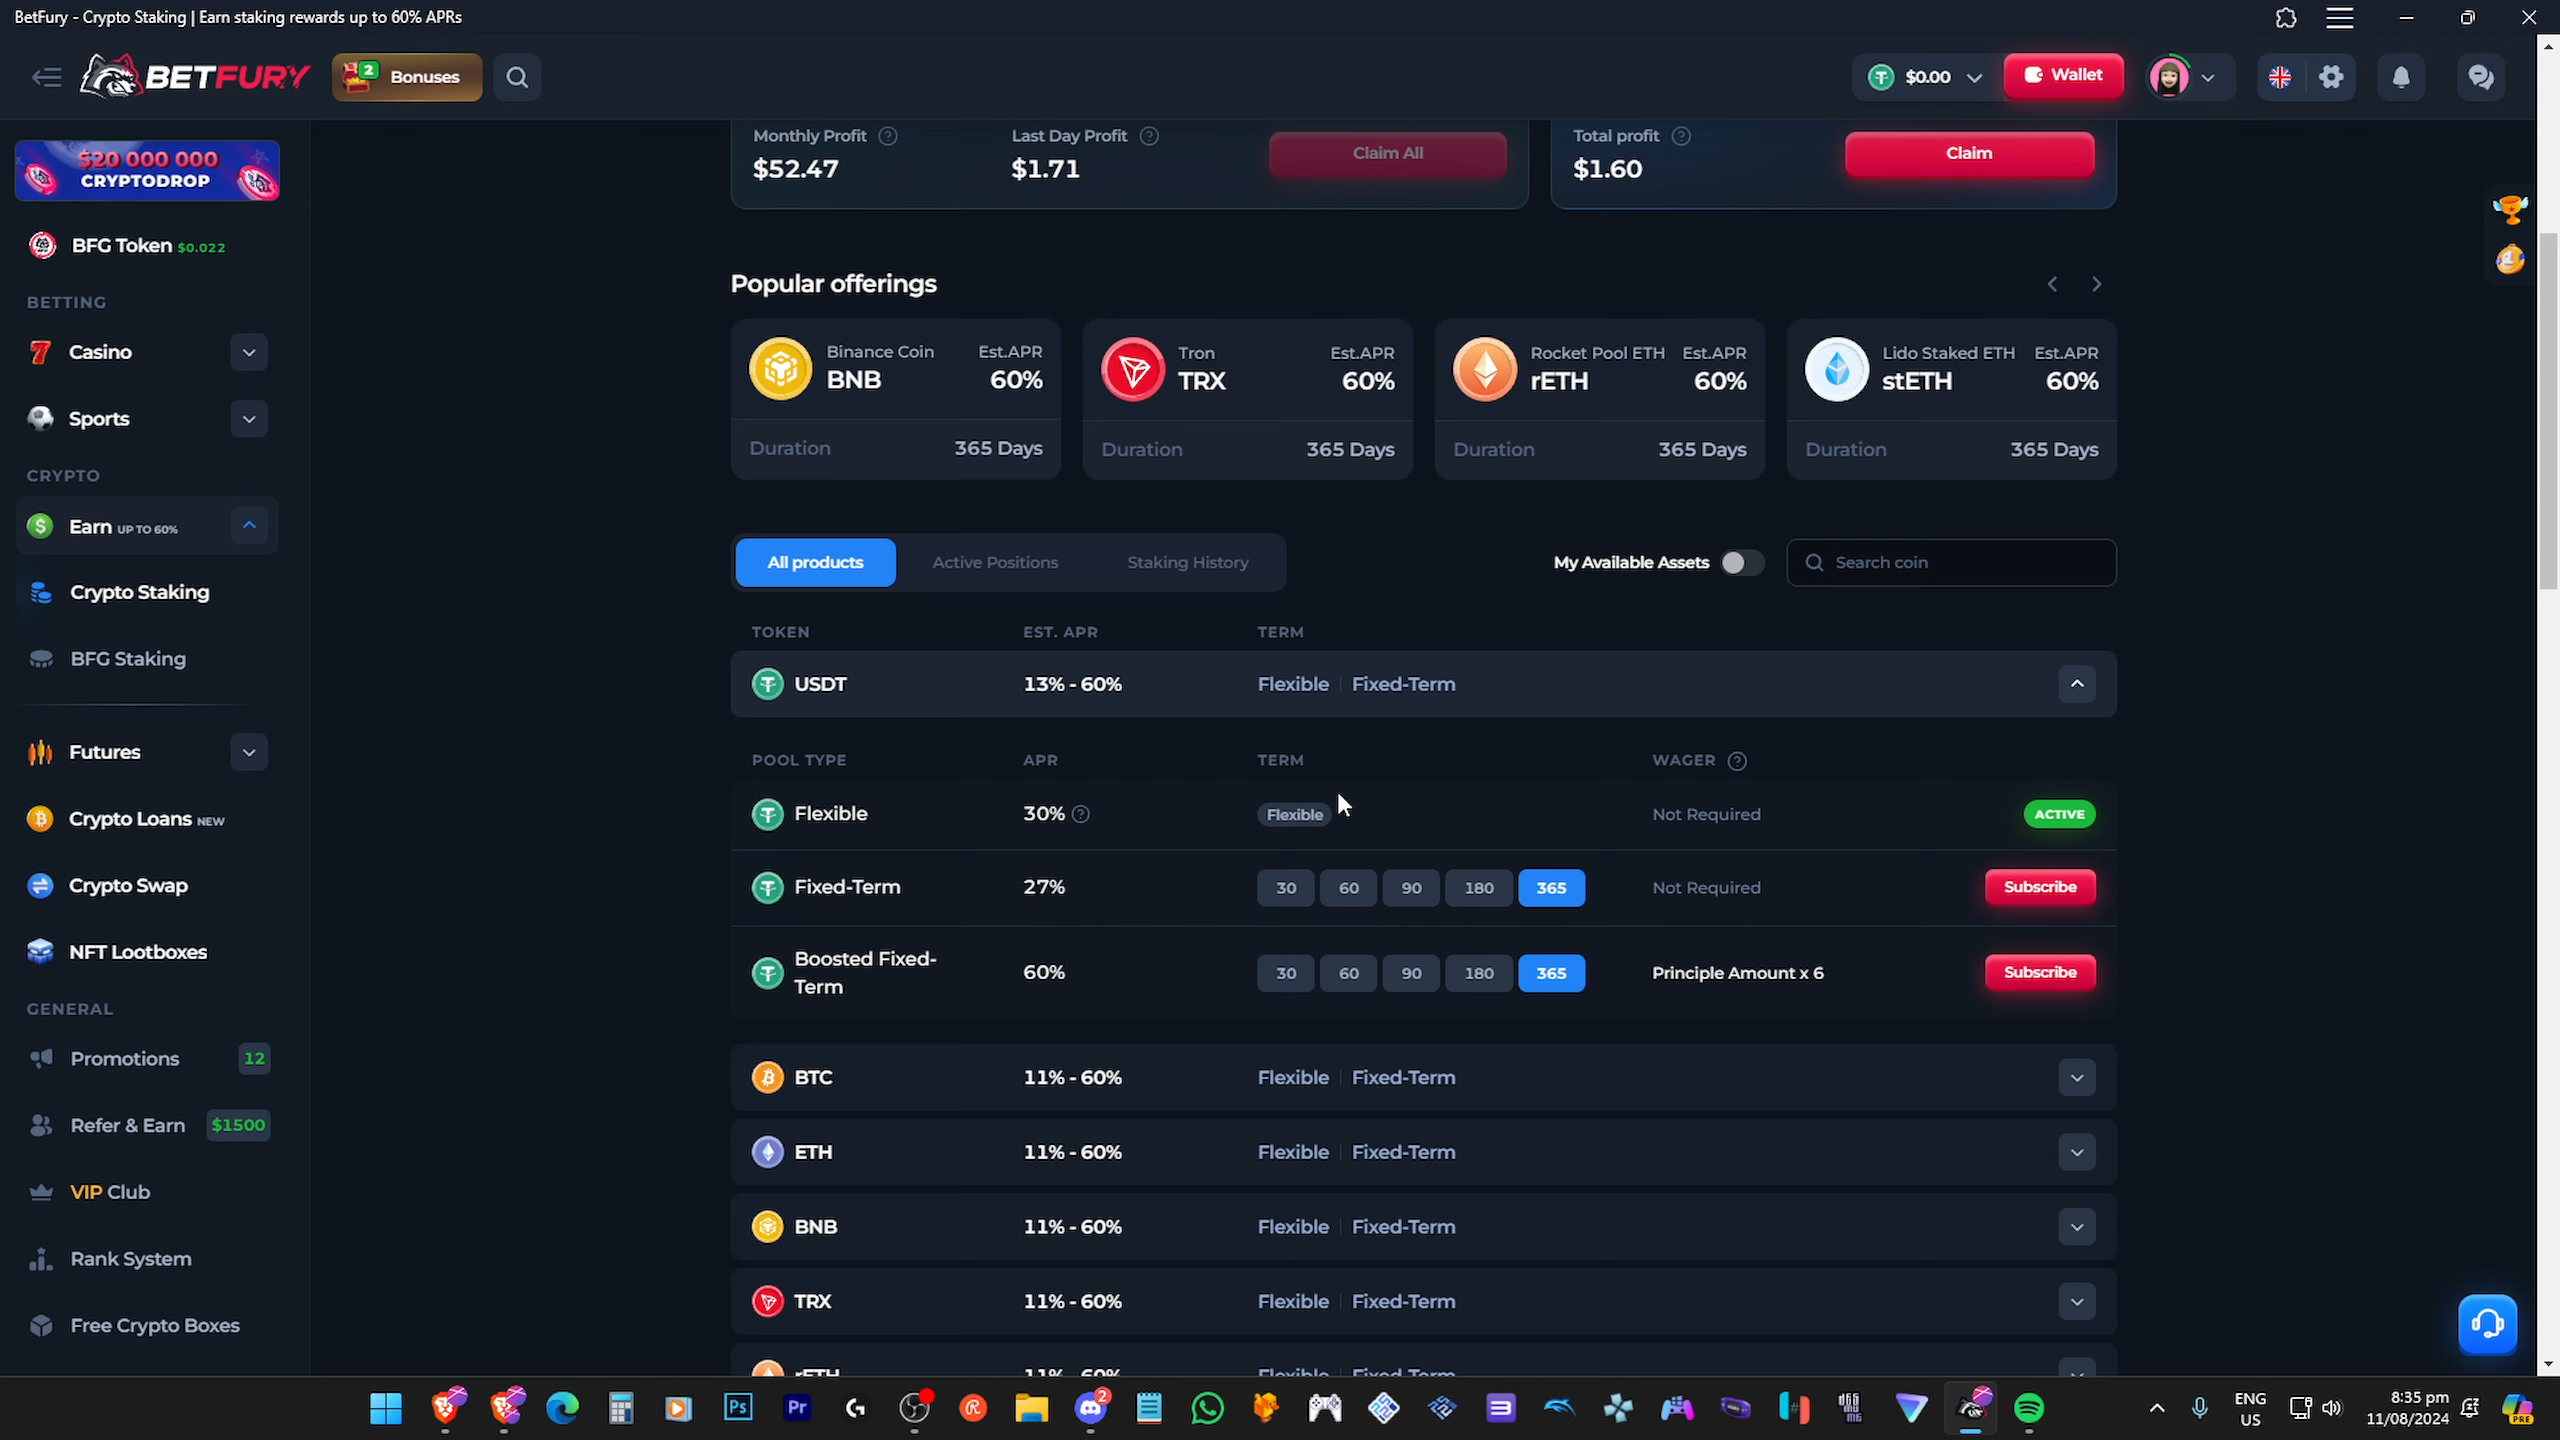 BetFury - Crypto Staking | Earn staking rewards up to 60% APRs
BETFURY
2
Bonuses
$0.00
Wallet
$20 000 000
CRYPTODROP
BFG Token $0.022
BETTING
Casino
Sports
CRYPTO
Earn UP TO 60%
Crypto Staking
BFG Staking
Futures
Crypto Loans NEW
Crypto Swap
NFT Lootboxes
GENERAL
Promotions 12
Refer & Earn $1500
VIP Club
Rank System
Free Crypto Boxes
Monthly Profit
$52.47
Last Day Profit
$1.71
Claim All
Total profit
$1.60
Claim
Popular offerings
Binance Coin Est.APR
BNB 60%
Duration 365 Days
Tron Est.APR
TRX 60%
Duration 365 Days
Rocket Pool ETH Est.APR
rETH 60%
Duration 365 Days
Lido Staked ETH Est.APR
stETH 60%
Duration 365 Days
All products Active Positions Staking History
My Available Assets
Search coin
TOKEN EST. APR TERM
USDT 13% - 60% Flexible | Fixed-Term
POOL TYPE APR TERM WAGER
Flexible 30% Flexible Not Required ACTIVE
Fixed-Term 27% 30 60 90 180 365 Not Required Subscribe
Boosted Fixed-
Term
60% 30 60 90 180 365 Principle Amount x 6 Subscribe
BTC 11% - 60% Flexible | Fixed-Term
ETH 11% - 60% Flexible | Fixed-Term
BNB 11% - 60% Flexible | Fixed-Term
TRX 11% - 60% Flexible | Fixed-Term
rETH 11% - 60% Flexible | Fixed-Term
Ps
Pr
2
ENG
US
8:35 pm
11/08/2024
PRE